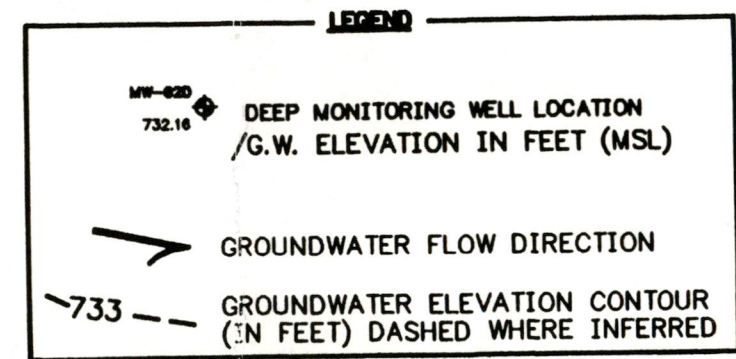 LEGEND
MW-02D
732.16
DEEP MONITORING WELL LOCATION
/G.W. ELEVATION IN FEET (MSL)
GROUNDWATER FLOW DIRECTION
733
GROUNDWATER ELEVATION CONTOUR
(IN FEET) DASHED WHERE INFERRED